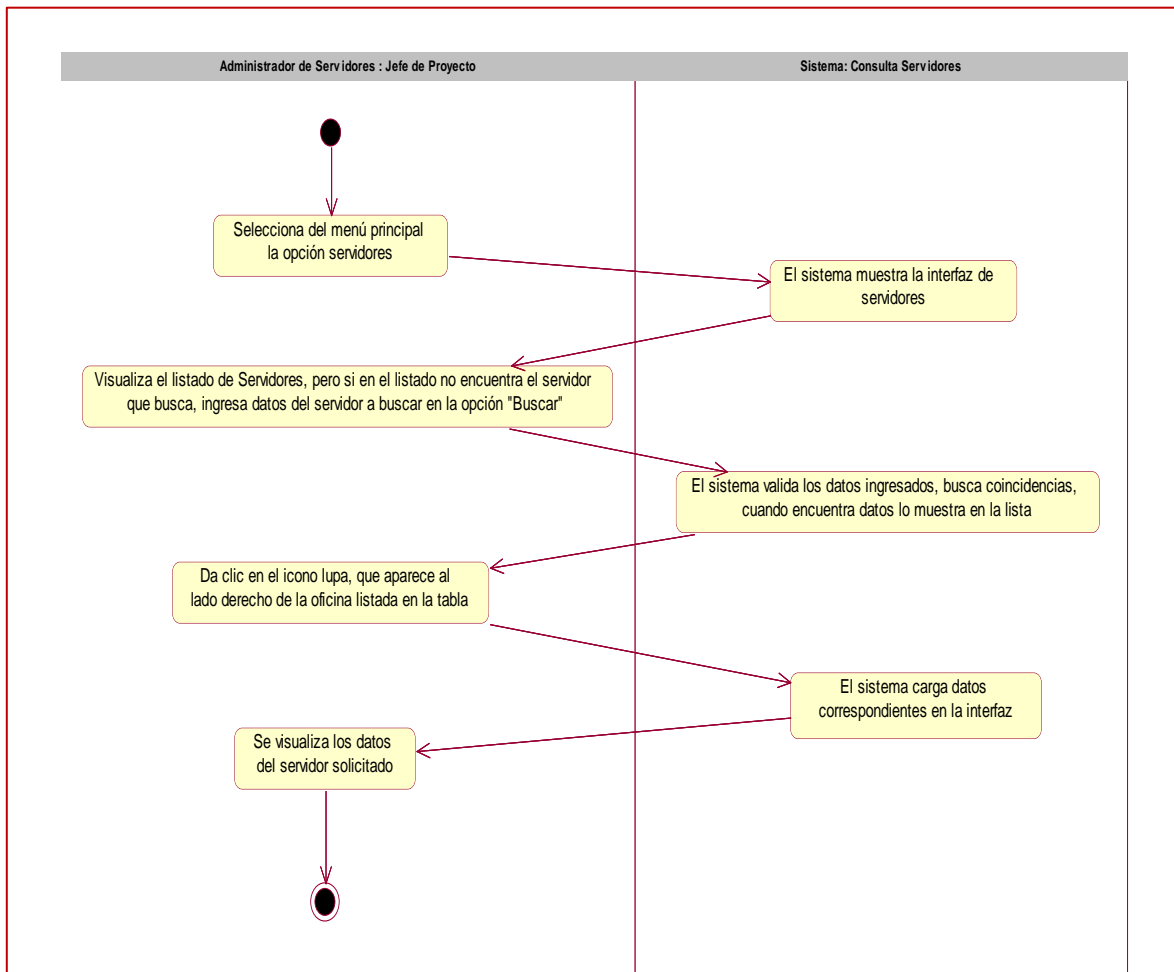 Administrador de Servidores : Jefe de Proyecto
Sistema: Consulta Servidores
Selecciona del menú principal
la opción servidores
El sistema muestra la interfaz de
servidores
Visualiza el listado de Servidores, pero si en el listado no encuentra el servidor
que busca, ingresa datos del servidor a buscar en la opción "Buscar"
El sistema valida los datos ingresados, busca coincidencias,
cuando encuentra datos lo muestra en la lista
Da clic en el icono lupa, que aparece al
lado derecho de la oficina listada en la tabla
El sistema carga datos
correspondientes en la interfaz
Se visualiza los datos
del servidor solicitado